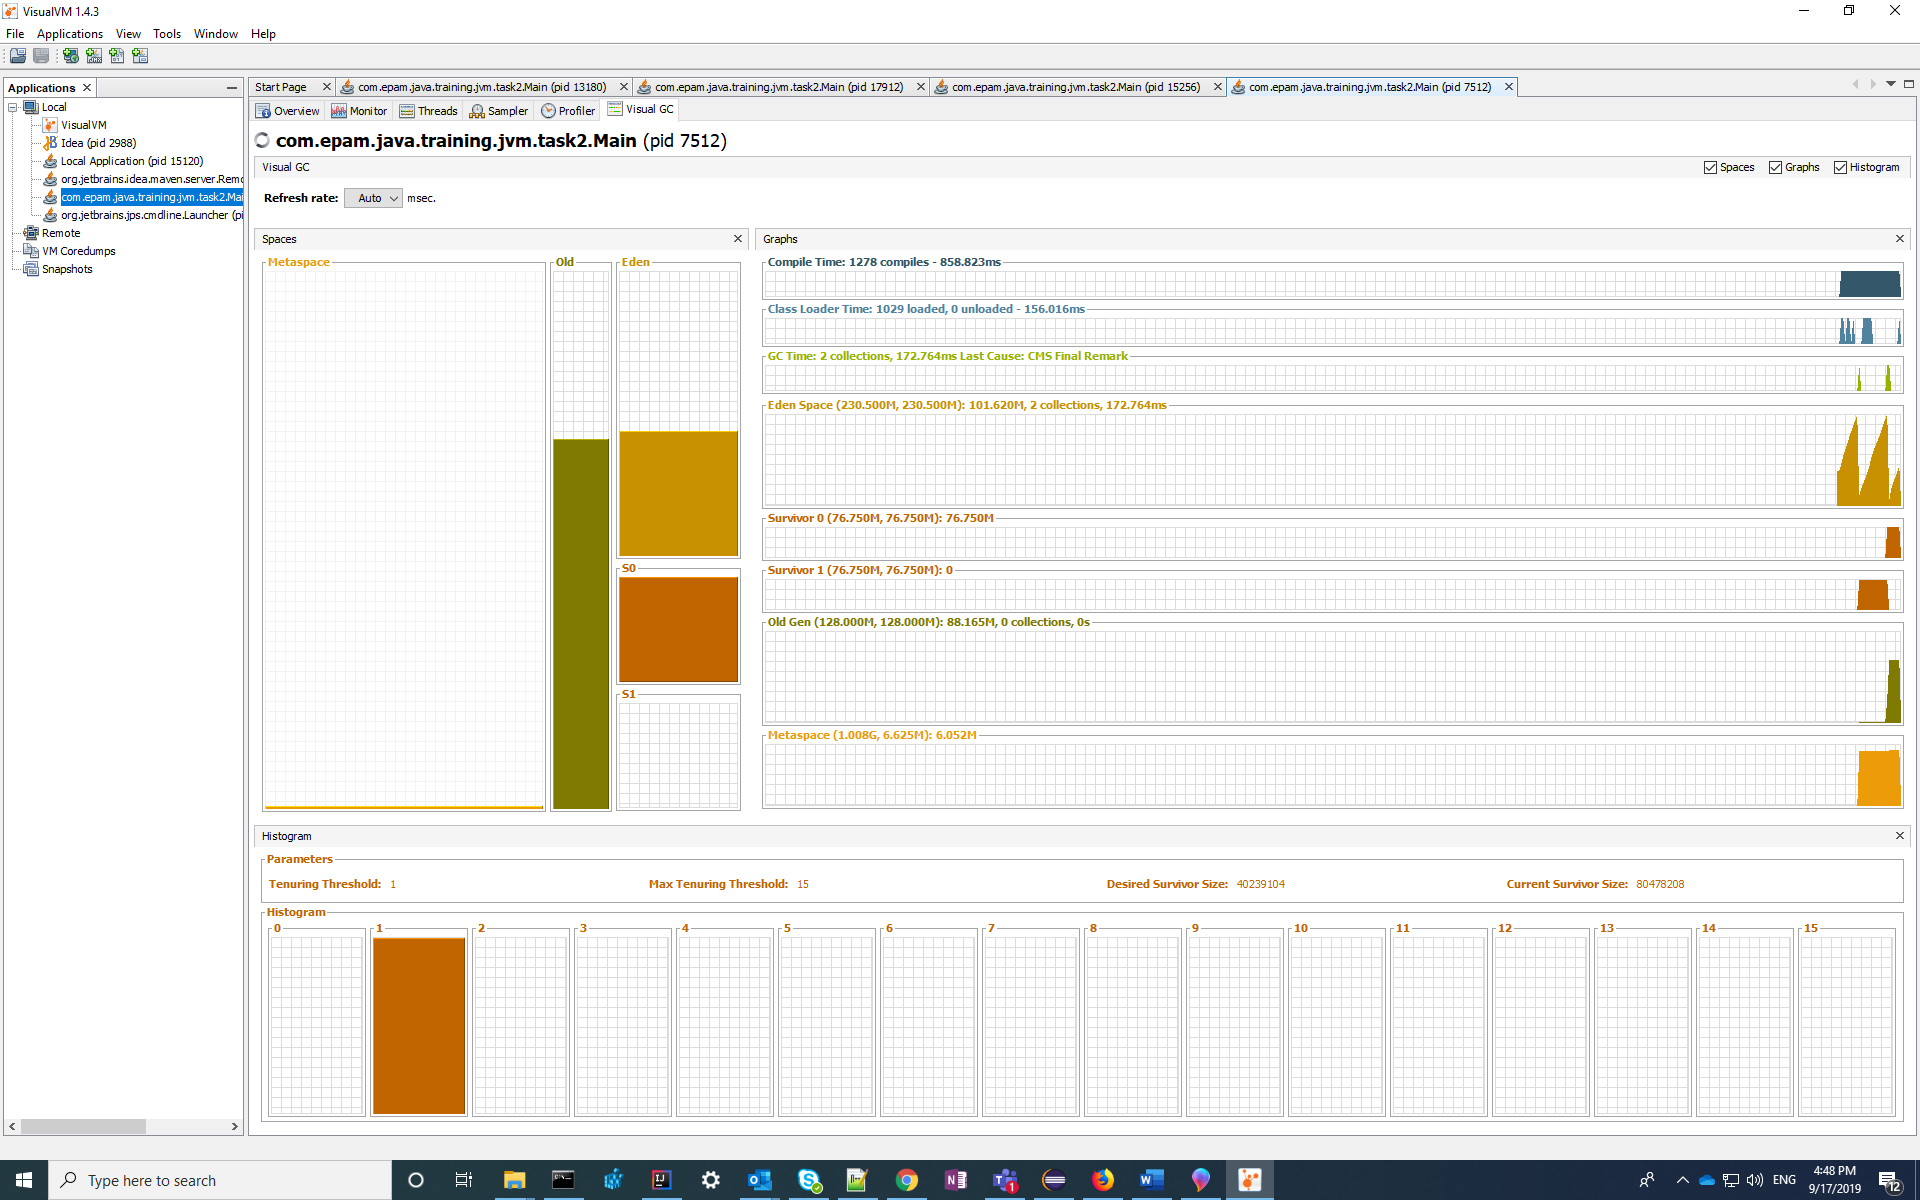 VisualVM 1.4.3
File Applications View Tools Window Help
Applications
Local
VisualVM
Idea (pid 2988)
Local Application (pid 15120)
org.jetbrains.idea.maven.server.Remo
com.epam.java.training.jvm.task2.Mai
org.jetbrains.jps.cmdline.Launcher (pi
Remote
VM Coredumps
Snapshots
Start Page com.epam.java.training.jvm.task2.Main (pid 13180) com.epam.java.training.jvm.task2.Main (pid 17912) com.epam.java.training.jvm.task2.Main (pid 15256) com.epam.java.training.jvm.task2.Main (pid 7512)
Overview Monitor Threads Sampler Profiler Visual GC
com.epam.java.training.jvm.task2.Main (pid 7512)
Visual GC Spaces Graphs Histogram
Refresh rate: Auto msec.
Spaces
Metaspace Old Eden
S0
S1
Graphs
Compile Time: 1278 compiles - 858.823ms
Class Loader Time: 1029 loaded, 0 unloaded - 156.016ms
GC Time: 2 collections, 172.764ms Last Cause: CMS Final Remark
Eden Space (230.500M, 230.500M): 101.620M, 2 collections, 172.764ms
Survivor 0 (76.750M, 76.750M): 76.750M
Survivor 1 (76.750M, 76.750M): 0
Old Gen (128.000M, 128.000M): 88.165M, 0 collections, 0s
Metaspace (1.008G, 6.625M): 6.052M
Histogram
Parameters
Tenuring Threshold: 1 Max Tenuring Threshold: 15 Desired Survivor Size: 40239104 Current Survivor Size: 80478208
Histogram
0 1 2 3 4 5 6 7 8 9 10 11 12 13 14 15
Type here to search
1
ENG
4:48 PM
9/17/2019
12